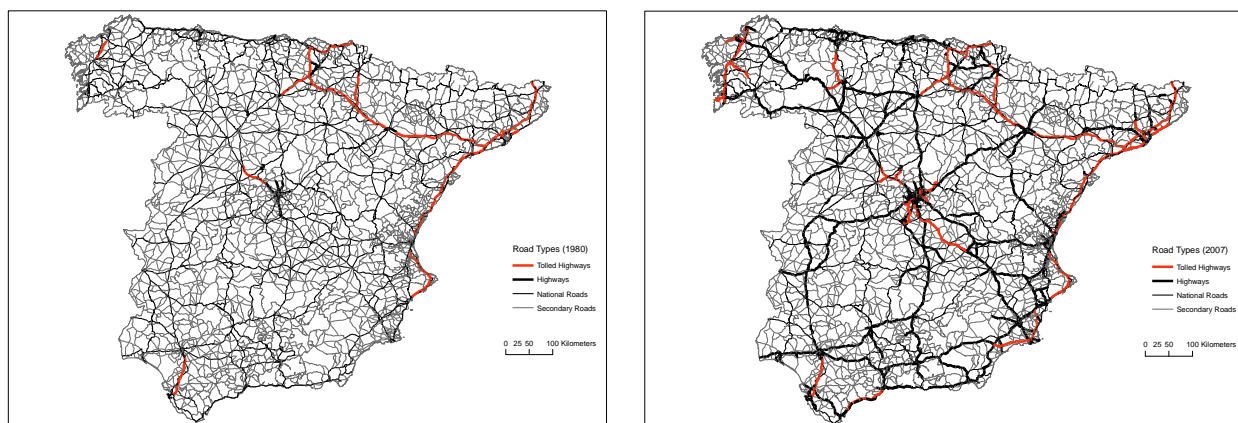 Road Types (1980)
Tolled Highways
Highways
National Roads
Secondary Roads
0 25 50 100 Kilometers
Road Types (2007)
Tolled Highways
Highways
National Roads
Secondary Roads
0 25 50 100 Kilometers